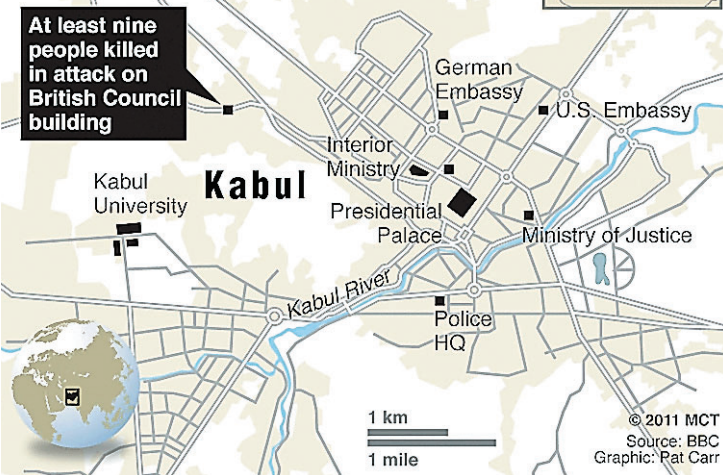 At least nine
people killed
in attack on
British Council
building
German
Embassy
U.S. Embassy
Interior
Ministry
Kabul
University
Kabul
Presidential
Palace
Ministry of Justice
Kabul River
Police
HQ
1 km
1 mile
© 2011 MCT
Source: BBC
Graphic: Pat Carr